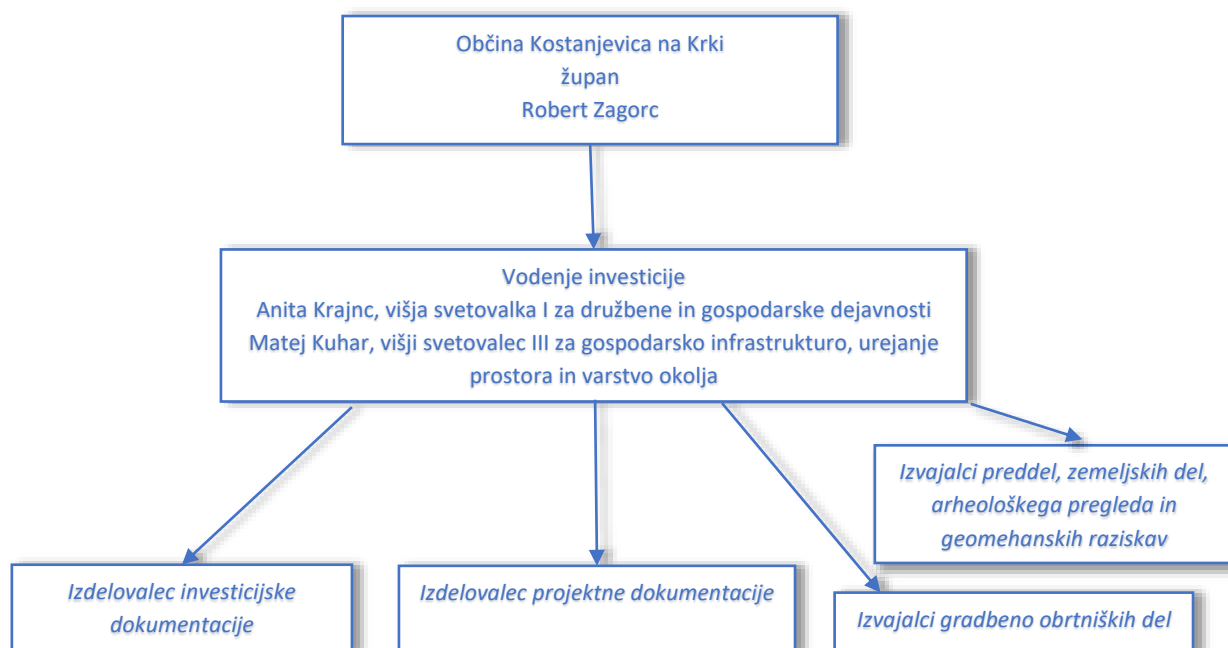 Občina Kostanjevica na Krki
župan
Robert Zagorc
Vodenje investicije
Anita Krajnc, višja svetovalka I za družbene in gospodarske dejavnosti
Matej Kuhar, višji svetovalec III za gospodarsko infrastrukturo, urejanje
prostora in varstvo okolja
Izvajalci preddel, zemeljskih del,
arheološkega pregleda in
geomehanskih raziskav
Izdelovalec investicijske
dokumentacije
Izdelovalec projektne dokumentacije
Izvajalci gradbeno obrtniških del